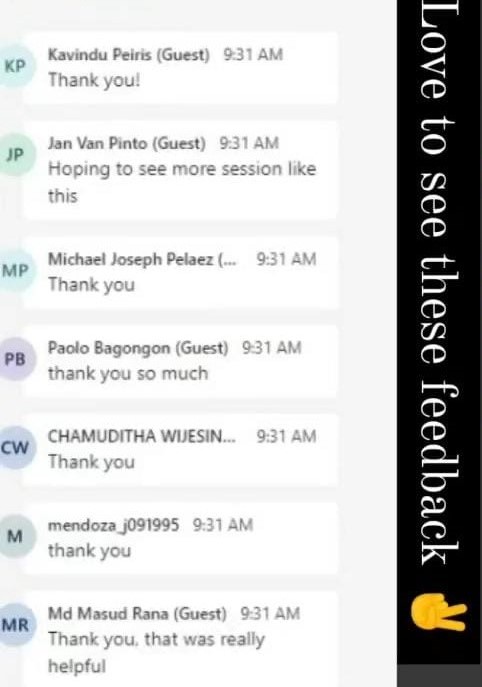 KP
Kavindu Peiris (Guest) 9:31 AM
Thank you!
JP
Jan Van Pinto (Guest) 9:31 AM
Hoping to see more session like
this
MP
Michael Joseph Pelaez (... 9:31 AM
Thank you
PB
Paolo Bagongon (Guest) 9:31 AM
thank you so much
CW
CHAMUDITHA WIJESIN... 9:31 AM
Thank you
M
mendoza_j091995 9:31 AM
thank you
MR
Md Masud Rana (Guest) 9:31 AM
Thank you, that was really
helpful
Love to see these feedback ✌️